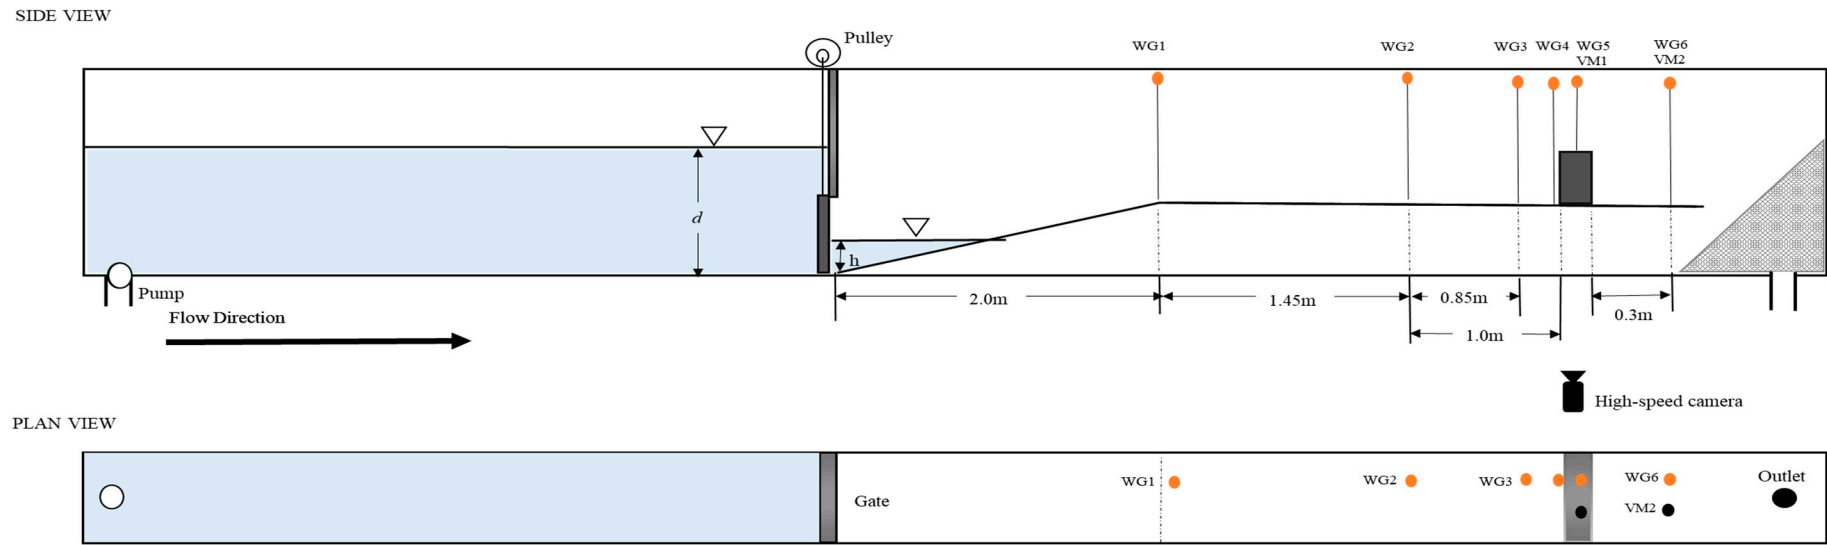 SIDE VIEW
Pulley
WG1
WG2
WG3
WG4
WG5
VM1
WG6
VM2
d
h
Pump
2.0m
1.45m
0.85m
0.3m
1.0m
Flow Direction
High-speed camera
PLAN VIEW
Gate
WG1
WG2
WG3
WG6
VM2
Outlet